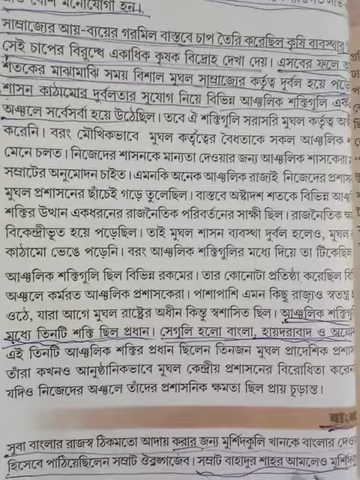 মনোযোগী হন।
সাম্রাজ্যের আয়-ব্যয়ের গরমিল বাস্তবে চাপ তৈরি করেছিল কৃষি ব্যবস্থার
সেই চাপের বিরুদ্ধে একাধিক কৃষক বিদ্রোহ দেখা দেয়। এসবের ফলে
শতকের মাঝামাঝি সময় বিশাল মুঘল সাম্রাজ্যের কর্তৃত্ব দুর্বল হয়ে পড়ে
শাসন কাঠামোর দুর্বলতার সুযোগ নিয়ে বিভিন্ন আঞ্চলিক শক্তিগুলি
অঞ্চলে সর্বেসর্বা হয়ে উঠেছিল। তবে ঐ শক্তিগুলি সরাসরি মুঘল কর্তৃত্ব
করেনি। বরং মৌখিকভাবে মুঘল কর্তৃত্বের বৈধতাকে সকল আঞ্চলিক
মেনে চলত। নিজেদের শাসনকে মান্যতা দেওয়ার জন্য আঞ্চলিক শাসকেরা
সম্রাটের অনুমোদন চাইত। এমনকি অনেক আঞ্চলিক রাজ্যই নিজেদের
মুঘল প্রশাসনের ছাঁচেই গড়ে তুলেছিল। বাস্তবে অষ্টাদশ শতকে বিভিন্ন
শক্তির উত্থান একধরনের রাজনৈতিক পরিবর্তনের সাক্ষী ছিল। রাজনৈতিক
বিকেন্দ্রীভূত হয়ে পড়েছিল। তাই মুঘল শাসন ব্যবস্থা দুর্বল হলেও, মুঘল
কাঠামো ভেঙে পড়েনি। বরং আঞ্চলিক শক্তিগুলির মধ্যে দিয়ে তা টিকেছিল
আঞ্চলিক শক্তিগুলি ছিল বিভিন্ন রকমের। তার কোনোটা প্রতিষ্ঠা করেছিল
অঞ্চলে কর্মরত আঞ্চলিক প্রশাসকেরা। পাশাপাশি এমন কিছু রাজ্যও স্বতন্ত্র
ওঠে, যারা আগে মুঘল রাষ্ট্রের অধীন কিন্তু স্বশাসিত ছিল। আঞ্চলিক
মধ্যে তিনটি শক্তি ছিল প্রধান। সেগুলি হলো বাংলা, হায়দরাবাদ ও
এই তিনটি আঞ্চলিক শক্তির প্রধান ছিলেন তিনজন মুঘল প্রাদেশিক
তাঁরা কখনও আনুষ্ঠানিকভাবে মুঘল কেন্দ্রীয় প্রশাসনের বিরোধিতা
যদিও নিজেদের অঞ্চলে তাঁদের প্রশাসনিক ক্ষমতা ছিল প্রায় চূড়ান্ত।
সুবা বাংলার রাজস্ব ঠিকমতো আদায় করার জন্য মুর্শিদকুলি খানকে বাংলার
হিসেবে পাঠিয়েছিলেন সম্রাট ঔরঙ্গজেব। সম্রাট বাহাদুর শাহর আমলেও